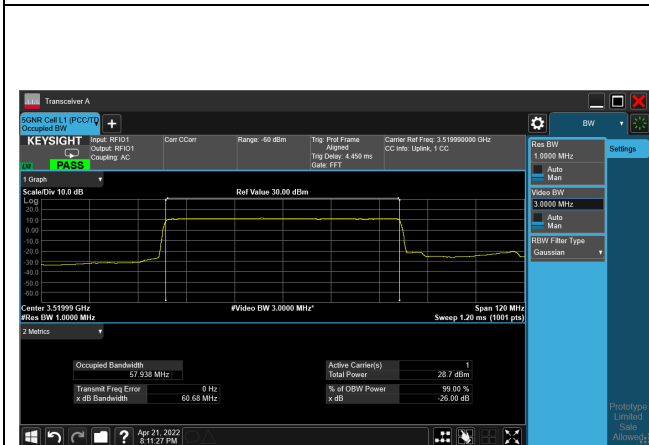 Transceiver A
5GNR Cell L1 (PCC/TD
Occupied BW
+
BW
KEYSIGHT
LXI
PASS
Input: RFIO1
Output: RFIO1
Coupling: AC
Corr CCorr
Range: -60 dBm
Trig: Prot Frame
Aligned
Trig Delay: 4.450 ms
Gate: FFT
Carrier Ref Freq: 3.519990000 GHz
CC Info: Uplink, 1 CC
1 Graph
Scale/Div 10.0 dB
Ref Value 30.00 dBm
Log
20.0
10.0
0.00
-10.0
-20.0
-30.0
-40.0
-50.0
-60.0
Center 3.51999 GHz
#Video BW 3.0000 MHz*
Span 120 MHz
#Res BW 1.0000 MHz
Sweep 1.20 ms (1001 pts)
2 Metrics
Occupied Bandwidth
57.938 MHz
Active Carrier(s) 1
Total Power 28.7 dBm
Transmit Freq Error 0 Hz
x dB Bandwidth 60.68 MHz
% of OBW Power 99.00 %
x dB -26.00 dB
Res BW
1.0000 MHz
Auto
Man
Video BW
3.0000 MHz
Auto
Man
RBW Filter Type
Gaussian
Settings
Prototype
Limited
Sale
Allowed
?
Apr 21, 2022
8:11:27 PM